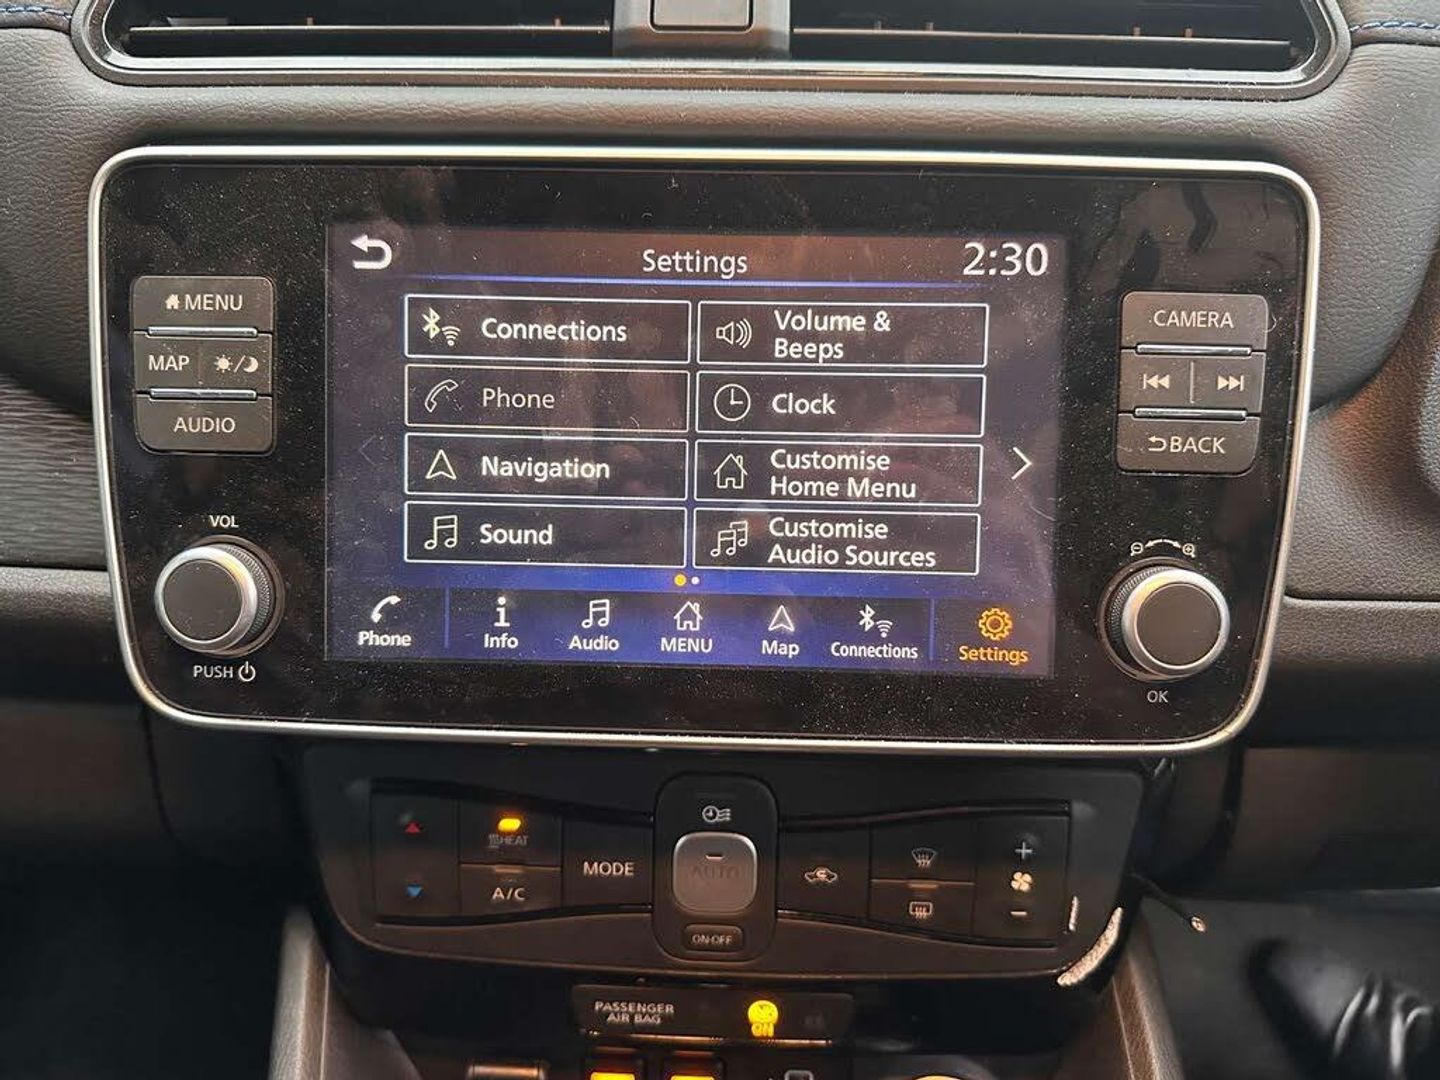 Settings
2:30
MENU
MAP
AUDIO
VOL
PUSH
Connections
Volume &
Beeps
Phone
Clock
Navigation
Customise
Home Menu
Sound
Customise
Audio Sources
Phone
Info
Audio
MENU
Map
Connections
Settings
CAMERA
BACK
OK
HEAT
A/C
MODE
AUTO
ON·OFF
PASSENGER
AIR BAG
ON